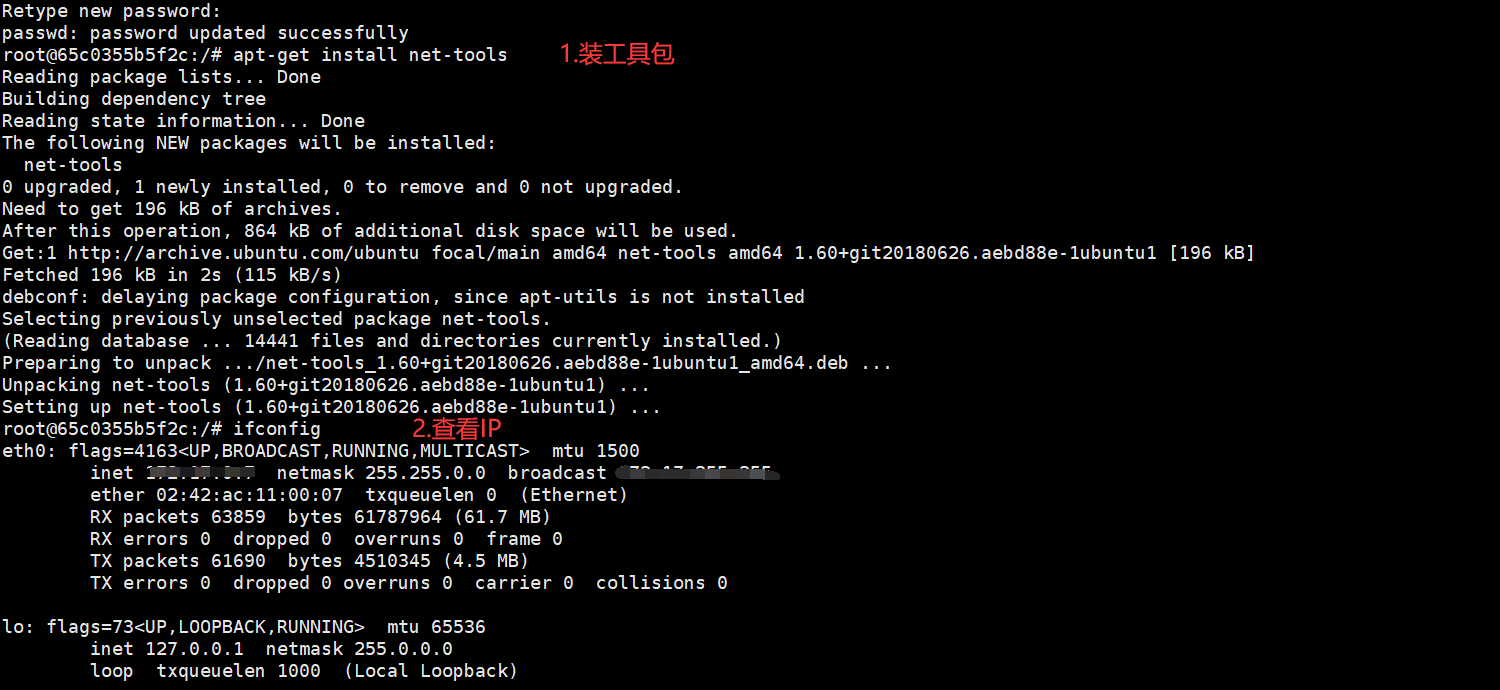 Retype new password:
passwd: password updated successfully
root@65c0355b5f2c:/# apt-get install net-tools 1.装工具包
Reading package lists... Done
Building dependency tree
Reading state information... Done
The following NEW packages will be installed:
net-tools
0 upgraded, 1 newly installed, 0 to remove and 0 not upgraded.
Need to get 196 kB of archives.
After this operation, 864 kB of additional disk space will be used.
Get:1 http://archive.ubuntu.com/ubuntu focal/main amd64 net-tools amd64 1.60+git20180626.aebd88e-1ubuntu1 [196 kB]
Fetched 196 kB in 2s (115 kB/s)
debconf: delaying package configuration, since apt-utils is not installed
Selecting previously unselected package net-tools.
(Reading database ... 14441 files and directories currently installed.)
Preparing to unpack .../net-tools_1.60+git20180626.aebd88e-1ubuntu1_amd64.deb ...
Unpacking net-tools (1.60+git20180626.aebd88e-1ubuntu1) ...
Setting up net-tools (1.60+git20180626.aebd88e-1ubuntu1) ...
root@65c0355b5f2c:/# ifconfig 2.查看IP
eth0: flags=4163<UP,BROADCAST,RUNNING,MULTICAST> mtu 1500
inet netmask 255.255.0.0 broadcast
ether 02:42:ac:11:00:07 txqueuelen 0 (Ethernet)
RX packets 63859 bytes 61787964 (61.7 MB)
RX errors 0 dropped 0 overruns 0 frame 0
TX packets 61690 bytes 4510345 (4.5 MB)
TX errors 0 dropped 0 overruns 0 carrier 0 collisions 0
lo: flags=73<UP,LOOPBACK,RUNNING> mtu 65536
inet 127.0.0.1 netmask 255.0.0.0
loop txqueuelen 1000 (Local Loopback)